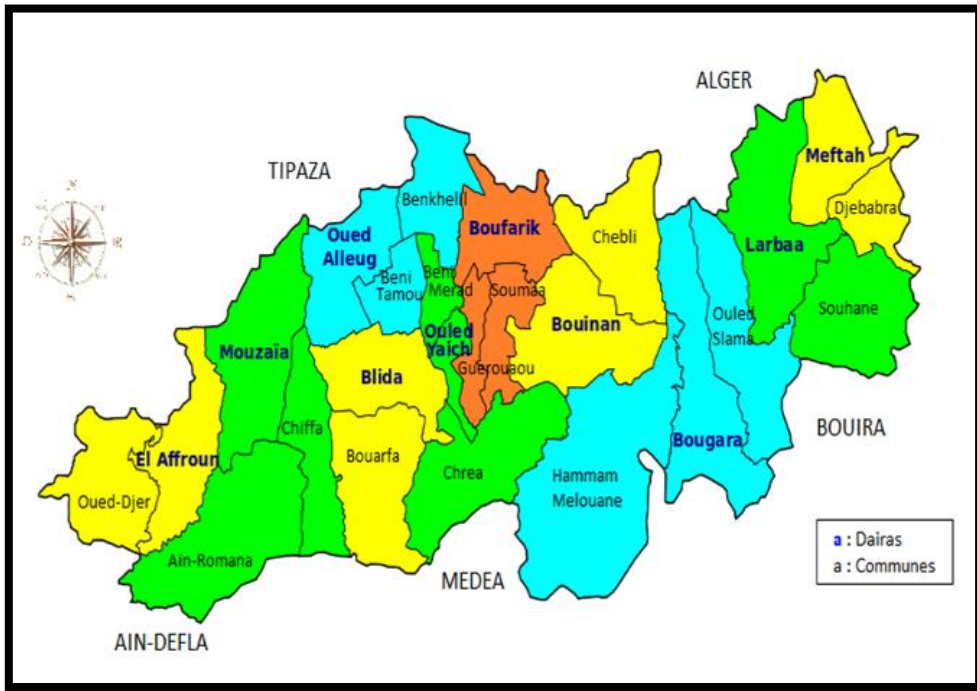 ALGER
TIPAZA
Meftah
Benkhelil
Djebabra
Boufarik
Oued
Alleug
Chebli
Larbaa
Beni
Tamou
Beni
Merad
Soumaa
Souhane
Ouled
Slama
Bouinan
Ouled
Yaich
Mouzaïa
Guerouaou
Blida
Chiffa
BOUIRA
Bougara
El Affroun
Bouarfa
Chrea
Hammam
Melouane
Oued-Djer
Ain-Romana
MEDEA
AIN-DEFLA
a : Dairas
a : Communes